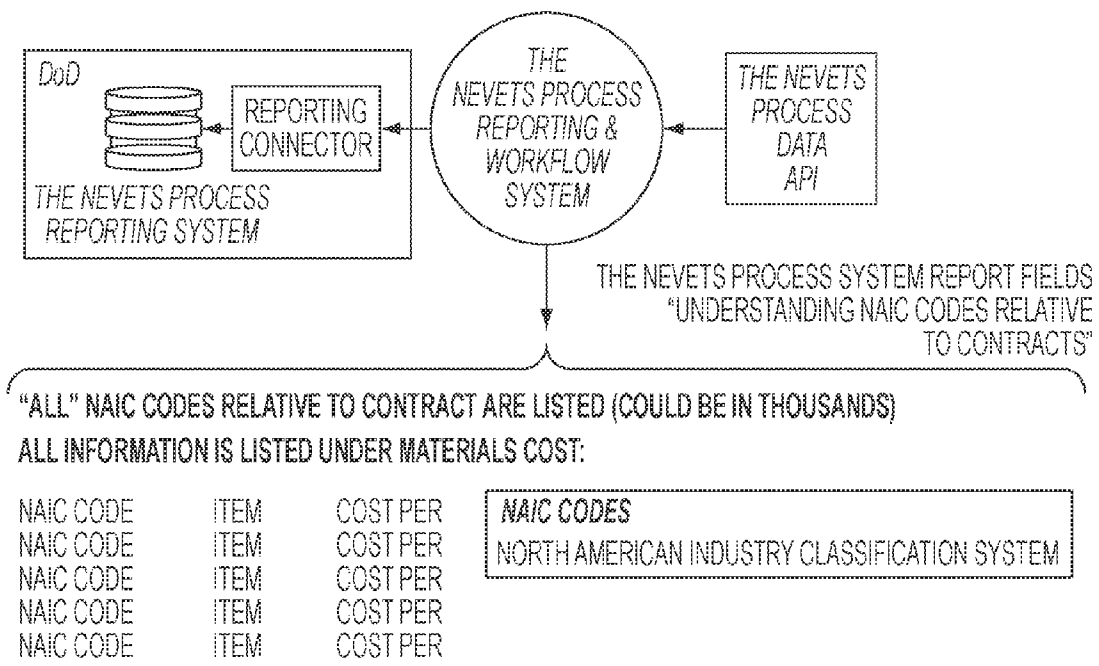 DoD
REPORTING
CONNECTOR
THE NEVETS PROCESS
REPORTING SYSTEM
THE
NEVETS PROCESS
REPORTING &
WORKFLOW
SYSTEM
THE NEVETS
PROCESS
DATA
API
THE NEVETS PROCESS SYSTEM REPORT FIELDS
“UNDERSTANDING NAIC CODES RELATIVE
TO CONTRACTS”
“ALL” NAIC CODES RELATIVE TO CONTRACT ARE LISTED (COULD BE IN THOUSANDS)
ALL INFORMATION IS LISTED UNDER MATERIALS COST:
NAIC CODE ITEM COST PER
NAIC CODE ITEM COST PER
NAIC CODE ITEM COST PER
NAIC CODE ITEM COST PER
NAIC CODE ITEM COST PER
NAIC CODES
NORTH AMERICAN INDUSTRY CLASSIFICATION SYSTEM